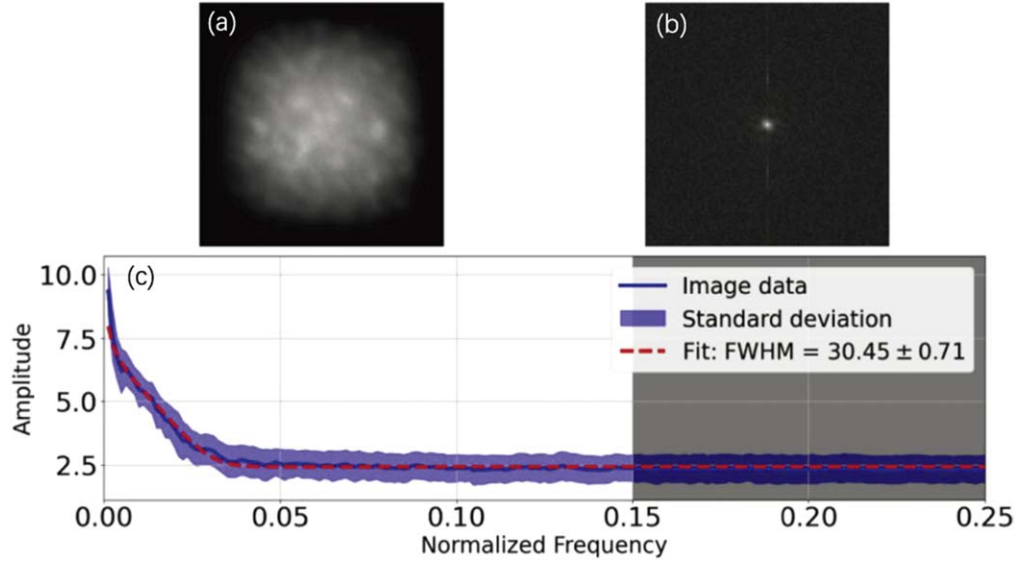 (a)
(b)
(c)
Image data
Standard deviation
Fit: FWHM = 30.45 ± 0.71
Amplitude
10.0
7.5
5.0
2.5
0.00 0.05 0.10 0.15 0.20 0.25
Normalized Frequency